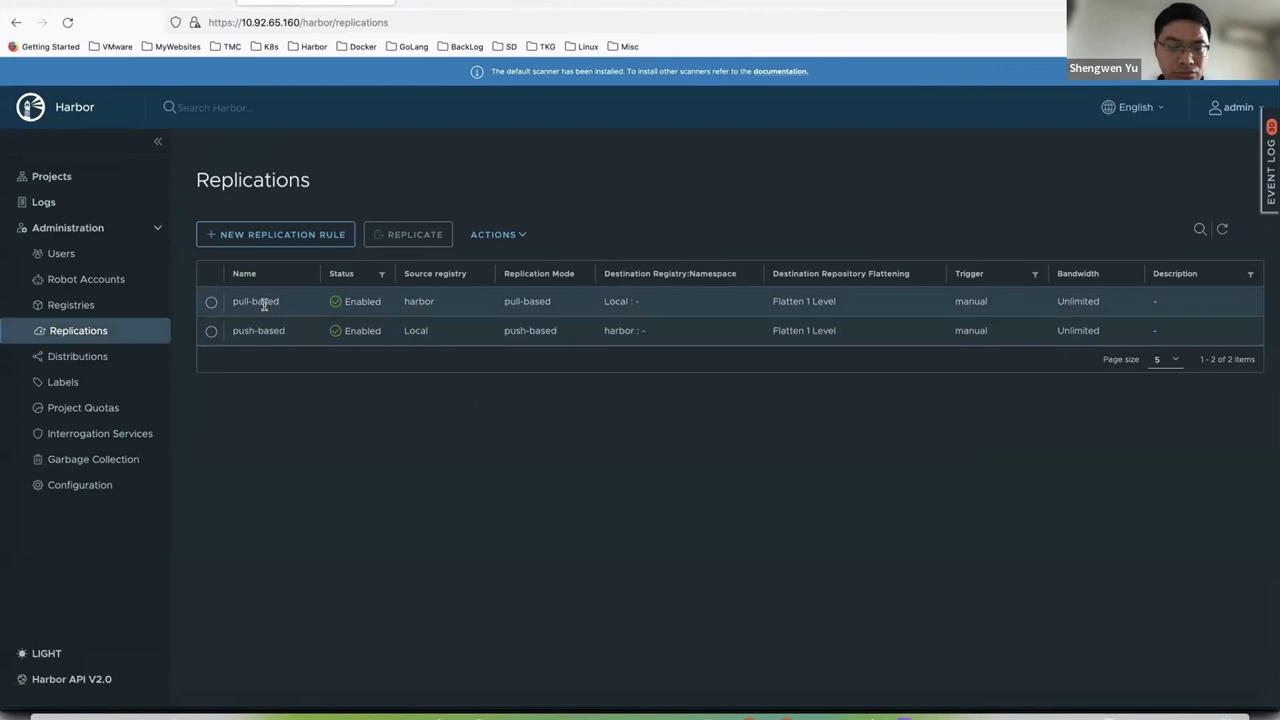 https://10.92.65.160/harbor/replications
Getting Started VMware MyWebsites TMC K8s Harbor Docker GoLang BackLog SD TKG Linux Misc
Shengwen Yu
The default scanner has been installed. To install other scanners refer to the documentation.
Harbor Search Harbor... English admin
EVENT LOG 30
Projects
Logs
Administration
Users
Robot Accounts
Registries
Replications
Distributions
Labels
Project Quotas
Interrogation Services
Garbage Collection
Configuration
LIGHT
Harbor API V2.0
Replications
+ NEW REPLICATION RULE REPLICATE ACTIONS
Name Status Source registry Replication Mode Destination Registry:Namespace Destination Repository Flattening Trigger Bandwidth Description
pull-based Enabled harbor pull-based Local : - Flatten 1 Level manual Unlimited -
push-based Enabled Local push-based harbor : - Flatten 1 Level manual Unlimited -
Page size 5 1 - 2 of 2 items